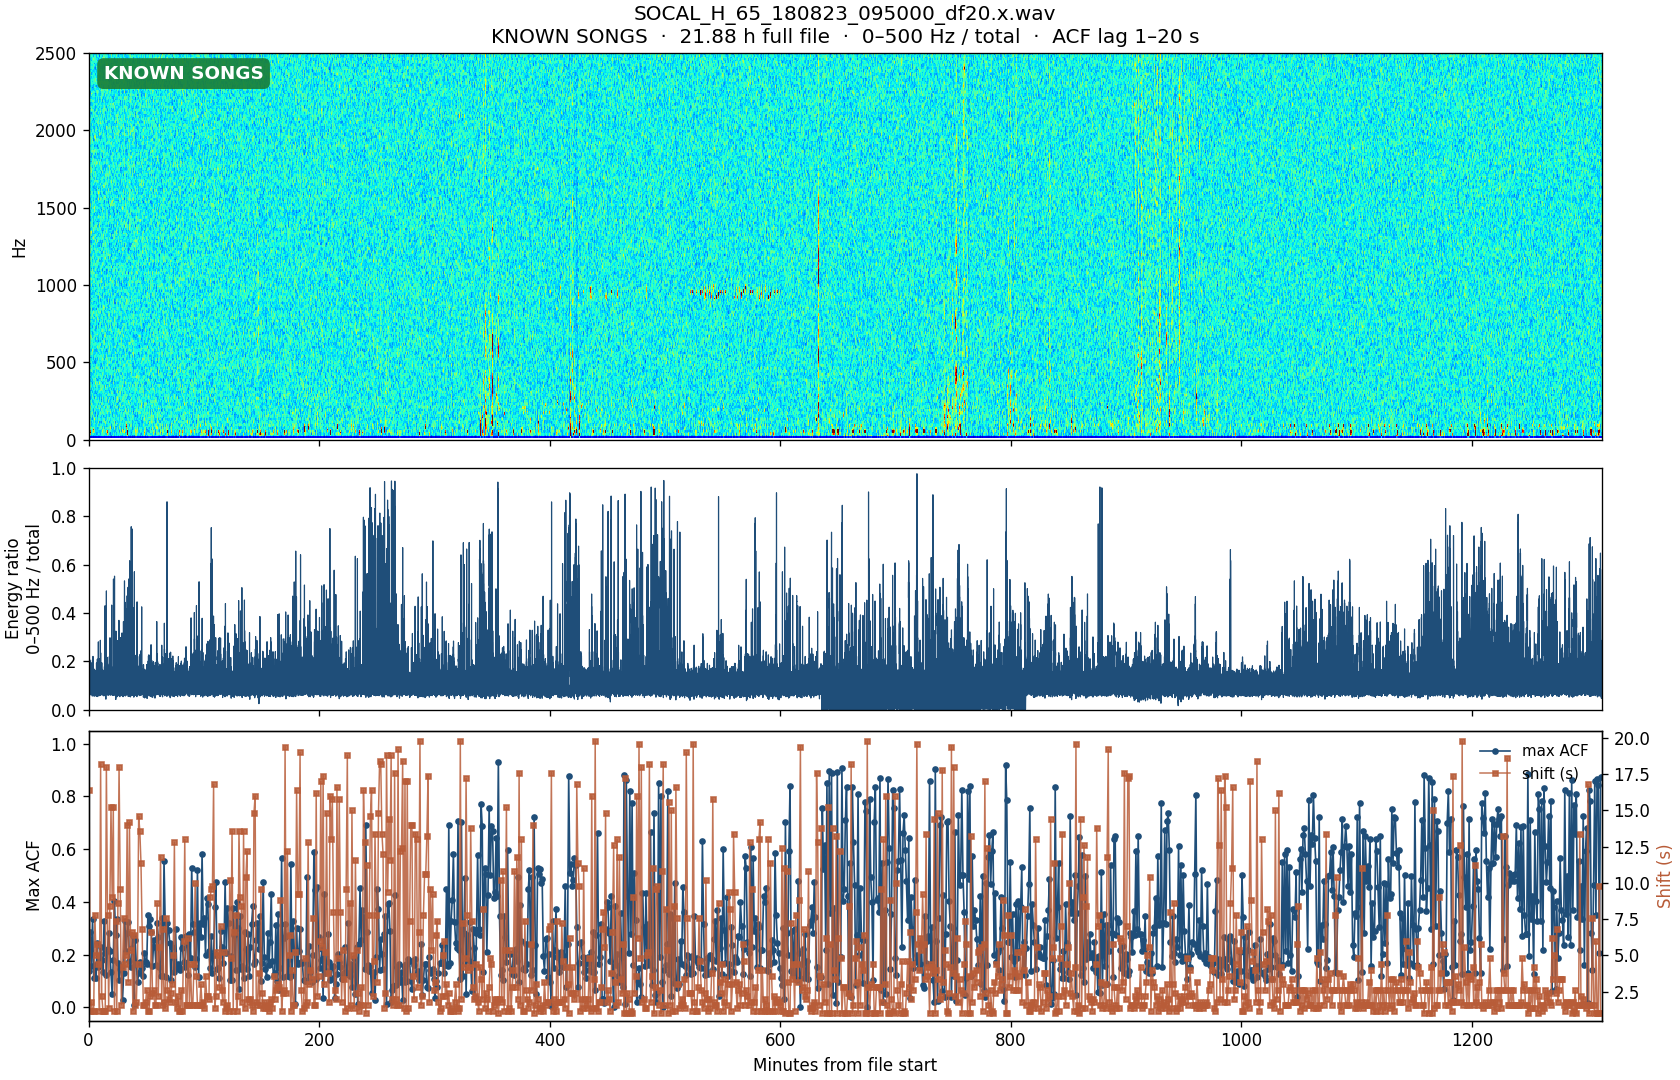 SOCAL_H_65_180823_095000_df20.x.wav
KNOWN SONGS · 21.88 h full file · 0–500 Hz / total · ACF lag 1–20 s
KNOWN SONGS
2500
2000
1500
1000
500
0
Hz
1.0
0.8
0.6
0.4
0.2
0.0
Energy ratio
0–500 Hz / total
1.0
0.8
0.6
0.4
0.2
0.0
Max ACF
max ACF
shift (s)
20.0
17.5
15.0
12.5
10.0
7.5
5.0
2.5
Shift (s)
0 200 400 600 800 1000 1200
Minutes from file start